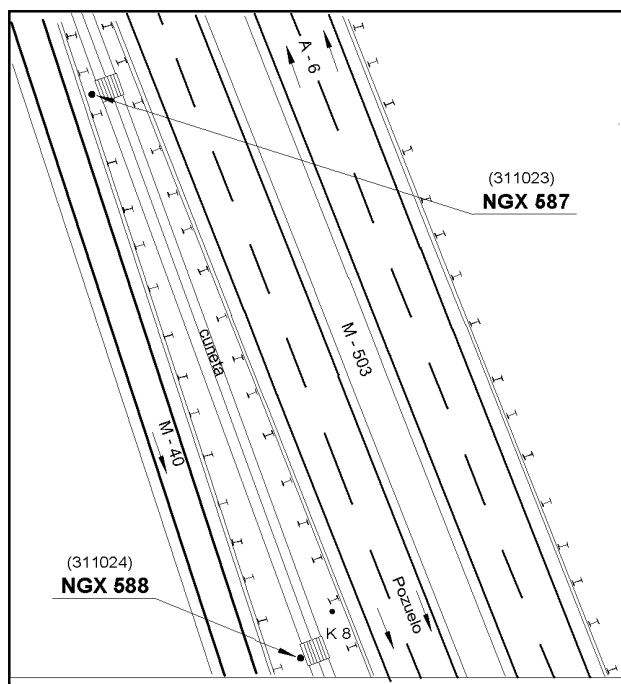 A - 6
(311023)
NGX 587
cuneta
M - 503
M - 40
(311024)
NGX 588
Pozuelo
K 8